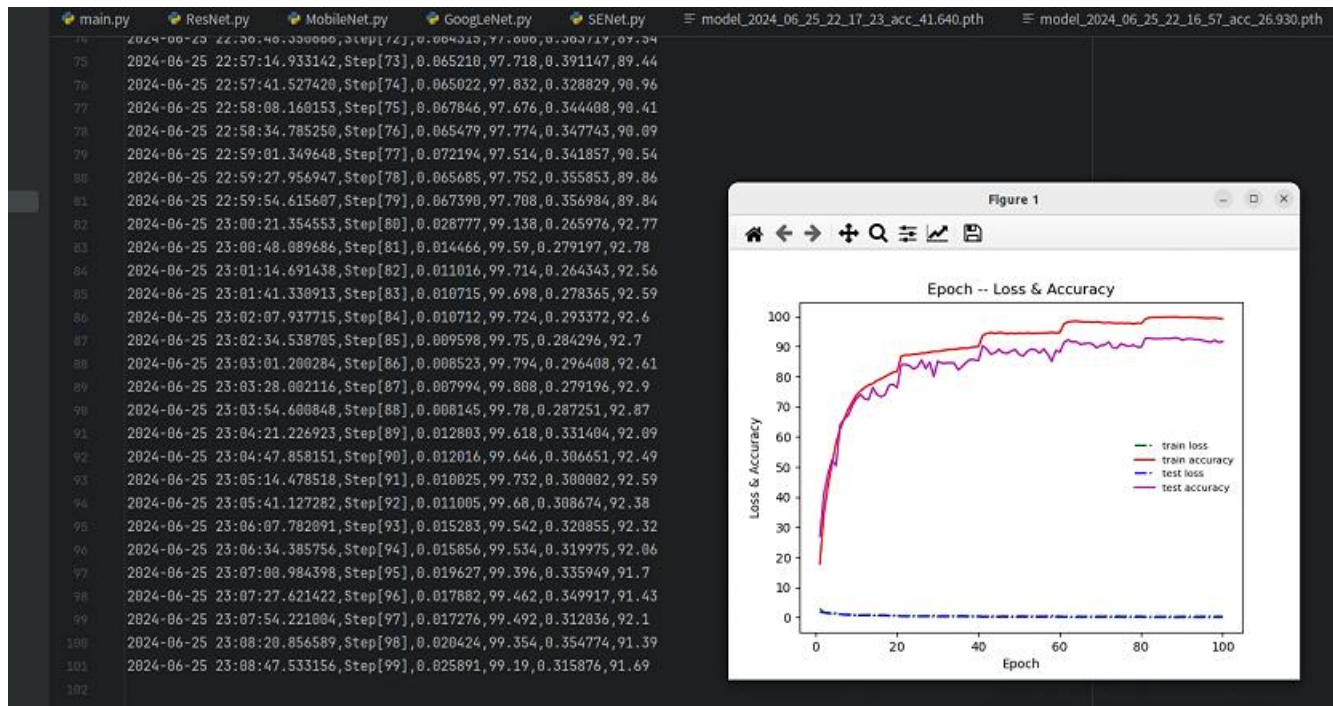 main.py ResNet.py MobileNet.py GoogLeNet.py SENet.py model_2024_06_25_22_17_23_acc_41.640.pth model_2024_06_25_22_16_57_acc_26.930.pth
75 2024-06-25 22:57:14.933142,Step[73],0.065210,97.718,0.391147,89.44
76 2024-06-25 22:57:41.527420,Step[74],0.065022,97.832,0.328829,90.96
77 2024-06-25 22:58:08.160153,Step[75],0.067846,97.676,0.344408,90.41
78 2024-06-25 22:58:34.785250,Step[76],0.065479,97.774,0.347743,90.09
79 2024-06-25 22:59:01.349648,Step[77],0.072194,97.514,0.341857,90.54
80 2024-06-25 22:59:27.956947,Step[78],0.065685,97.752,0.355853,89.86
81 2024-06-25 22:59:54.615607,Step[79],0.067390,97.708,0.356984,89.84
82 2024-06-25 23:00:21.354553,Step[80],0.028777,99.138,0.265976,92.77
83 2024-06-25 23:00:48.089686,Step[81],0.014466,99.59,0.279197,92.78
84 2024-06-25 23:01:14.691438,Step[82],0.011016,99.714,0.264343,92.56
85 2024-06-25 23:01:41.330913,Step[83],0.010715,99.698,0.278365,92.59
86 2024-06-25 23:02:07.937715,Step[84],0.010712,99.724,0.293372,92.6
87 2024-06-25 23:02:34.538705,Step[85],0.009598,99.75,0.284296,92.7
88 2024-06-25 23:03:01.200284,Step[86],0.008523,99.794,0.296408,92.61
89 2024-06-25 23:03:28.002116,Step[87],0.007994,99.808,0.279196,92.9
90 2024-06-25 23:03:54.600848,Step[88],0.008145,99.78,0.287251,92.87
91 2024-06-25 23:04:21.226923,Step[89],0.012803,99.618,0.331404,92.09
92 2024-06-25 23:04:47.858151,Step[90],0.012016,99.646,0.306651,92.49
93 2024-06-25 23:05:14.478518,Step[91],0.010025,99.732,0.300002,92.59
94 2024-06-25 23:05:41.127282,Step[92],0.011005,99.68,0.308674,92.38
95 2024-06-25 23:06:07.782091,Step[93],0.015283,99.542,0.320855,92.32
96 2024-06-25 23:06:34.385756,Step[94],0.015856,99.534,0.319975,92.06
97 2024-06-25 23:07:00.984398,Step[95],0.019627,99.396,0.335949,91.7
98 2024-06-25 23:07:27.621422,Step[96],0.017882,99.462,0.349917,91.43
99 2024-06-25 23:07:54.221004,Step[97],0.017276,99.492,0.312036,92.1
100 2024-06-25 23:08:20.856589,Step[98],0.020424,99.354,0.354774,91.39
101 2024-06-25 23:08:47.533156,Step[99],0.025891,99.19,0.315876,91.69
102
Figure 1
Epoch -- Loss & Accuracy
Loss & Accuracy
100
90
80
70
60
50
40
30
20
10
0
train loss
train accuracy
test loss
test accuracy
0 20 40 60 80 100
Epoch